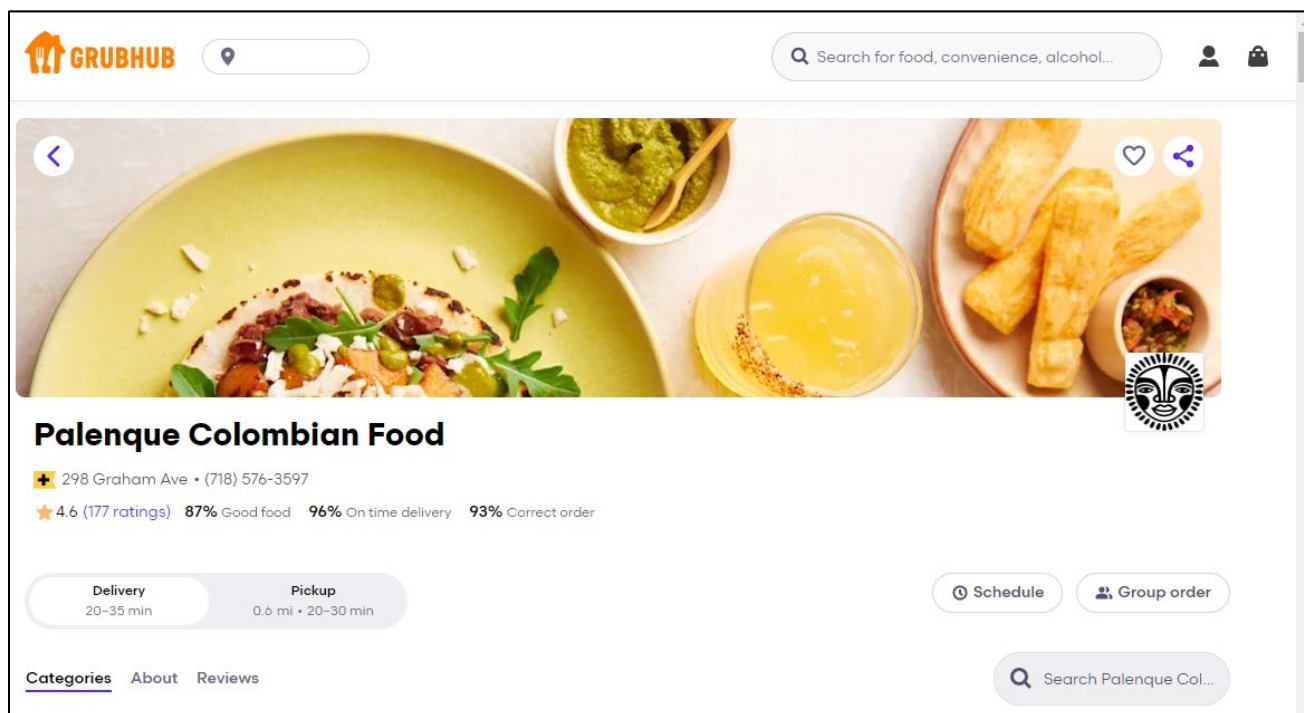 GRUBHUB
Search for food, convenience, alcohol...
Palenque Colombian Food
298 Graham Ave • (718) 576-3597
4.6 (177 ratings) 87% Good food 96% On time delivery 93% Correct order
Delivery
20–35 min
Pickup
0.6 mi • 20–30 min
Schedule
Group order
Categories About Reviews
Search Palenque Col...